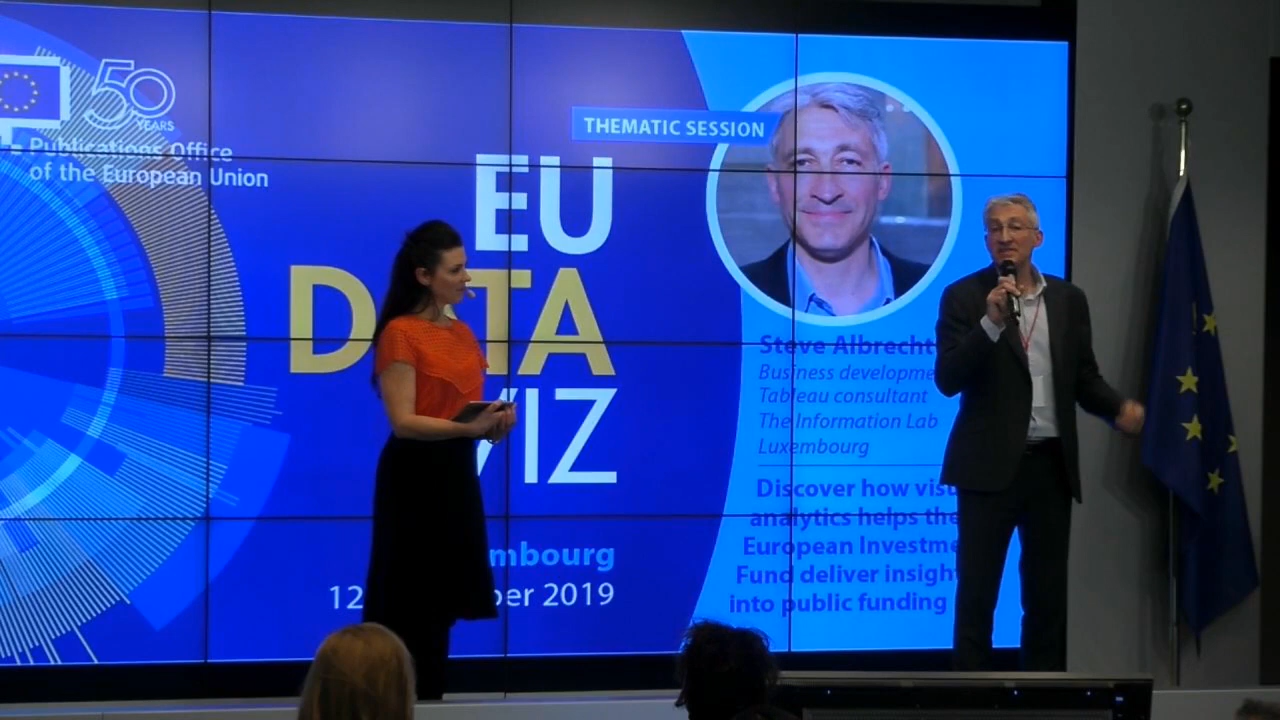 50
YEARS
Publications Office
of the European Union
THEMATIC SESSION
EU
DATA
VIZ
mbourg
12 ber 2019
Steve Albrecht
Business developme
Tableau consultant
The Information Lab
Luxembourg
Discover how visu
analytics helps the
European Investme
Fund deliver insigh
into public funding